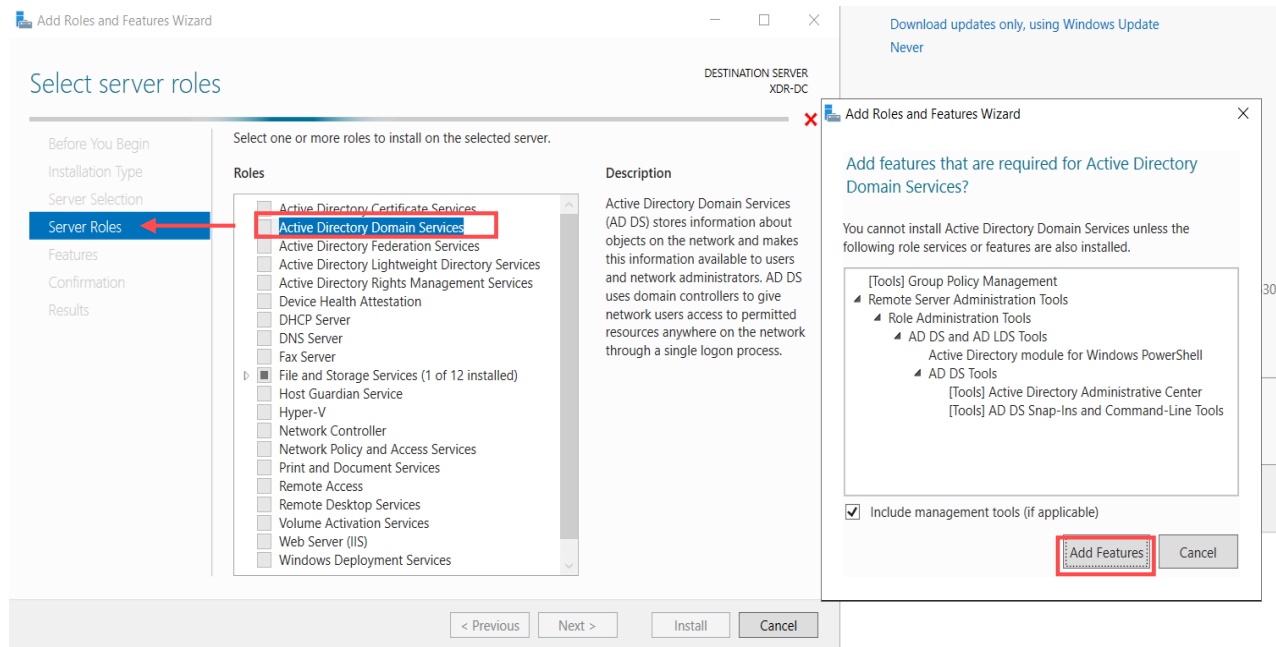 Add Roles and Features Wizard
Select server roles
DESTINATION SERVER
XDR-DC
Before You Begin
Installation Type
Server Selection
Server Roles
Features
Confirmation
Results
Select one or more roles to install on the selected server.
Roles
Active Directory Certificate Services
Active Directory Domain Services
Active Directory Federation Services
Active Directory Lightweight Directory Services
Active Directory Rights Management Services
Device Health Attestation
DHCP Server
DNS Server
Fax Server
File and Storage Services (1 of 12 installed)
Host Guardian Service
Hyper-V
Network Controller
Network Policy and Access Services
Print and Document Services
Remote Access
Remote Desktop Services
Volume Activation Services
Web Server (IIS)
Windows Deployment Services
Description
Active Directory Domain Services
(AD DS) stores information about
objects on the network and makes
this information available to users
and network administrators. AD DS
uses domain controllers to give
network users access to permitted
resources anywhere on the network
through a single logon process.
< Previous
Next >
Install
Cancel
Download updates only, using Windows Update
Never
Add Roles and Features Wizard
Add features that are required for Active Directory
Domain Services?
You cannot install Active Directory Domain Services unless the
following role services or features are also installed.
[Tools] Group Policy Management
Remote Server Administration Tools
Role Administration Tools
AD DS and AD LDS Tools
Active Directory module for Windows PowerShell
AD DS Tools
[Tools] Active Directory Administrative Center
[Tools] AD DS Snap-Ins and Command-Line Tools
Include management tools (if applicable)
Add Features
Cancel
30